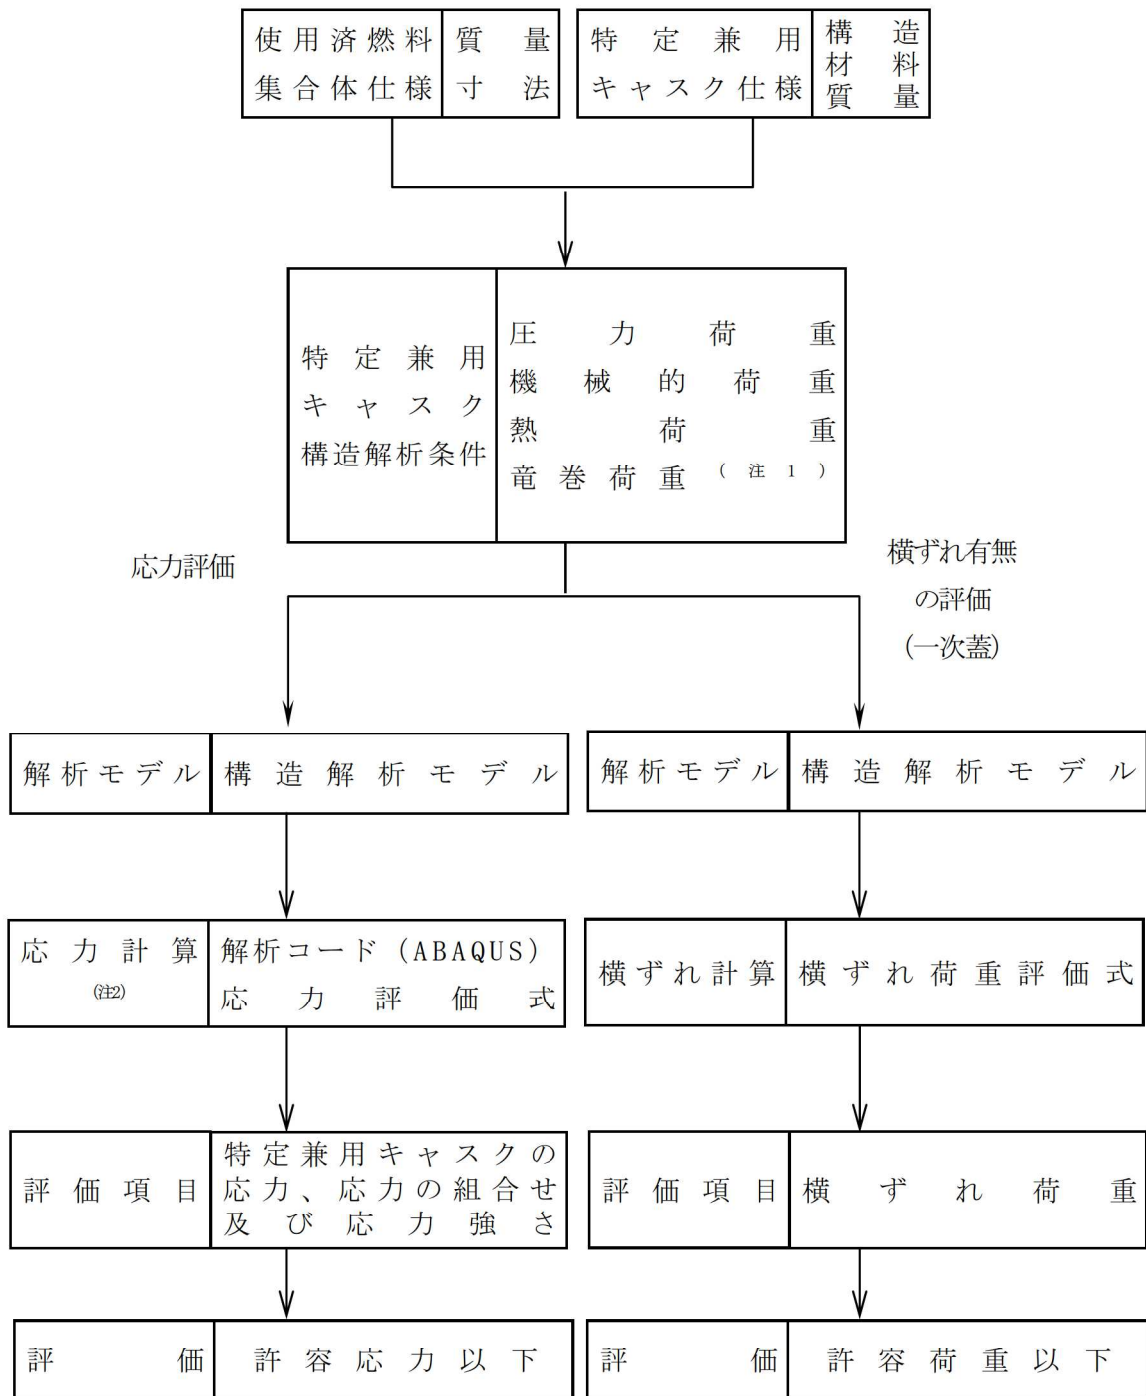 使用済燃料
集合体仕様
質量
寸法
特定兼用
キャスク仕様
構造
材料
質量
特定兼用
キャスク
構造解析条件
圧力荷重
機械的荷重
熱荷重
竜巻荷重(注1)
応力評価
横ずれ有無
の評価
(一次蓋)
解析モデル
構造解析モデル
解析モデル
構造解析モデル
応力計算
(注2)
解析コード(ABAQUS)
応力評価式
横ずれ計算
横ずれ荷重評価式
評価項目
特定兼用キャスクの
応力、応力の組合せ
及び応力強さ
評価項目
横ずれ荷重
評価
許容応力以下
評価
許容荷重以下